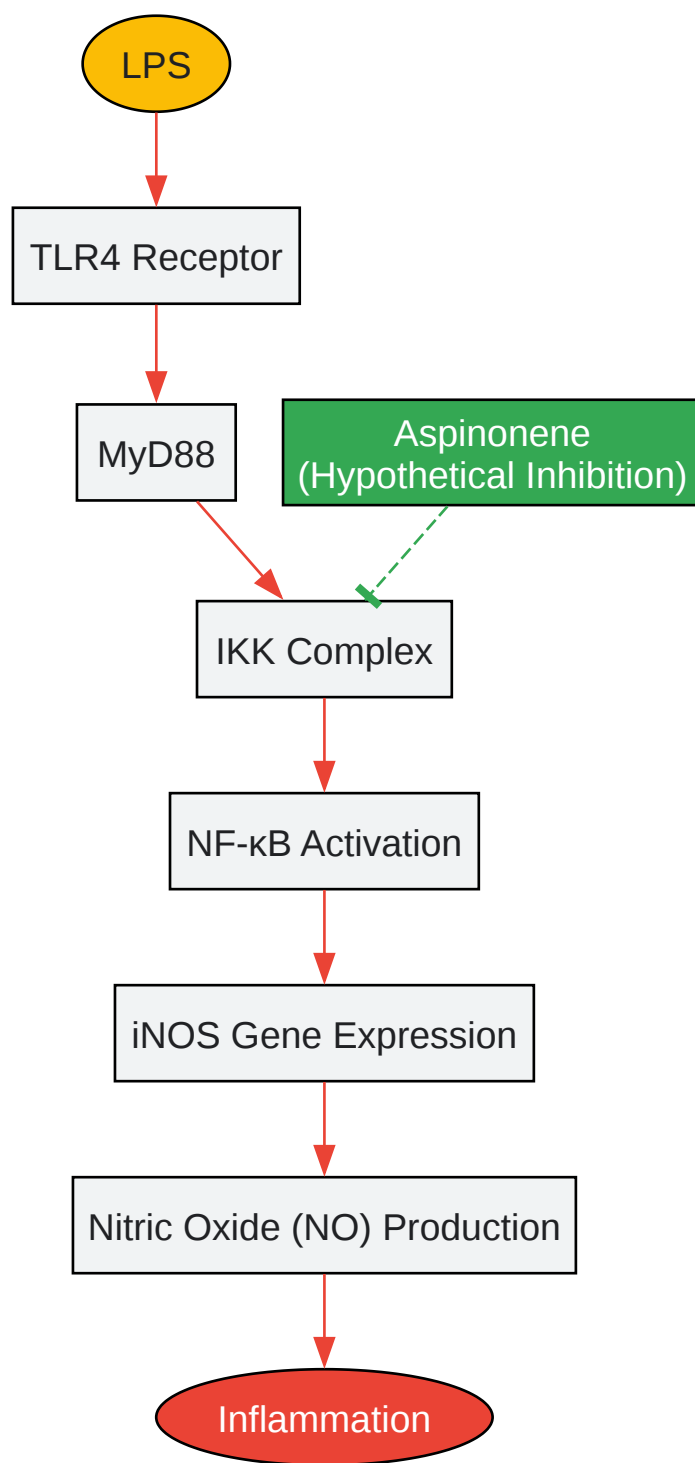 LPS
TLR4 Receptor
MyD88
Aspinonene
(Hypothetical Inhibition)
IKK Complex
NF-κB Activation
iNOS Gene Expression
Nitric Oxide (NO) Production
Inflammation